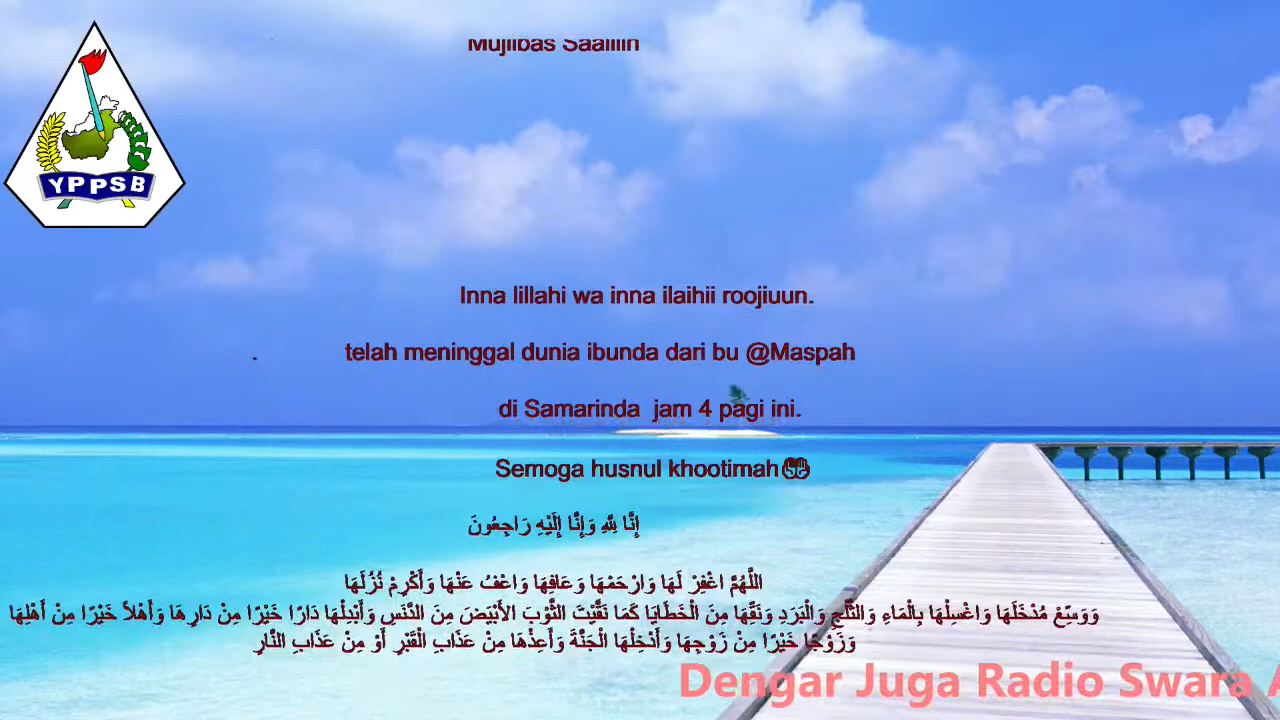 Mujiibas Saailiin
YPPSB
Inna lillahi wa inna ilaihii roojiuun.
. telah meninggal dunia ibunda dari bu @Maspah
di Samarinda jam 4 pagi ini.
Semoga husnul khootimah
إِنَّا لِلَّهِ وَإِنَّا إِلَيْهِ رَاجِعُونَ
اللَّهُمَّ اغْفِرْ لَهَا وَارْحَمْهَا وَعَافِهَا وَاعْفُ عَنْهَا وَأَكْرِمْ نُزُلَهَا
وَوَسِّعْ مُدْخَلَهَا وَاغْسِلْهَا بِالْمَاءِ وَالثَّلْجِ وَالْبَرَدِ وَنَقِّهَا مِنَ الْخَطَايَا كَمَا نَقَّيْتَ الثَّوْبَ الأَبْيَضَ مِنَ الدَّنَسِ وَأَبْدِلْهَا دَارًا خَيْرًا مِنْ دَارِهَا وَأَهْلاً خَيْرًا مِنْ أَهْلِهَا
وَزَوْجًا خَيْرًا مِنْ زَوْجِهَا وَأَدْخِلْهَا الْجَنَّةَ وَأَعِذْهَا مِنْ عَذَابِ الْقَبْرِ أَوْ مِنْ عَذَابِ النَّارِ
Dengar Juga Radio Swara A